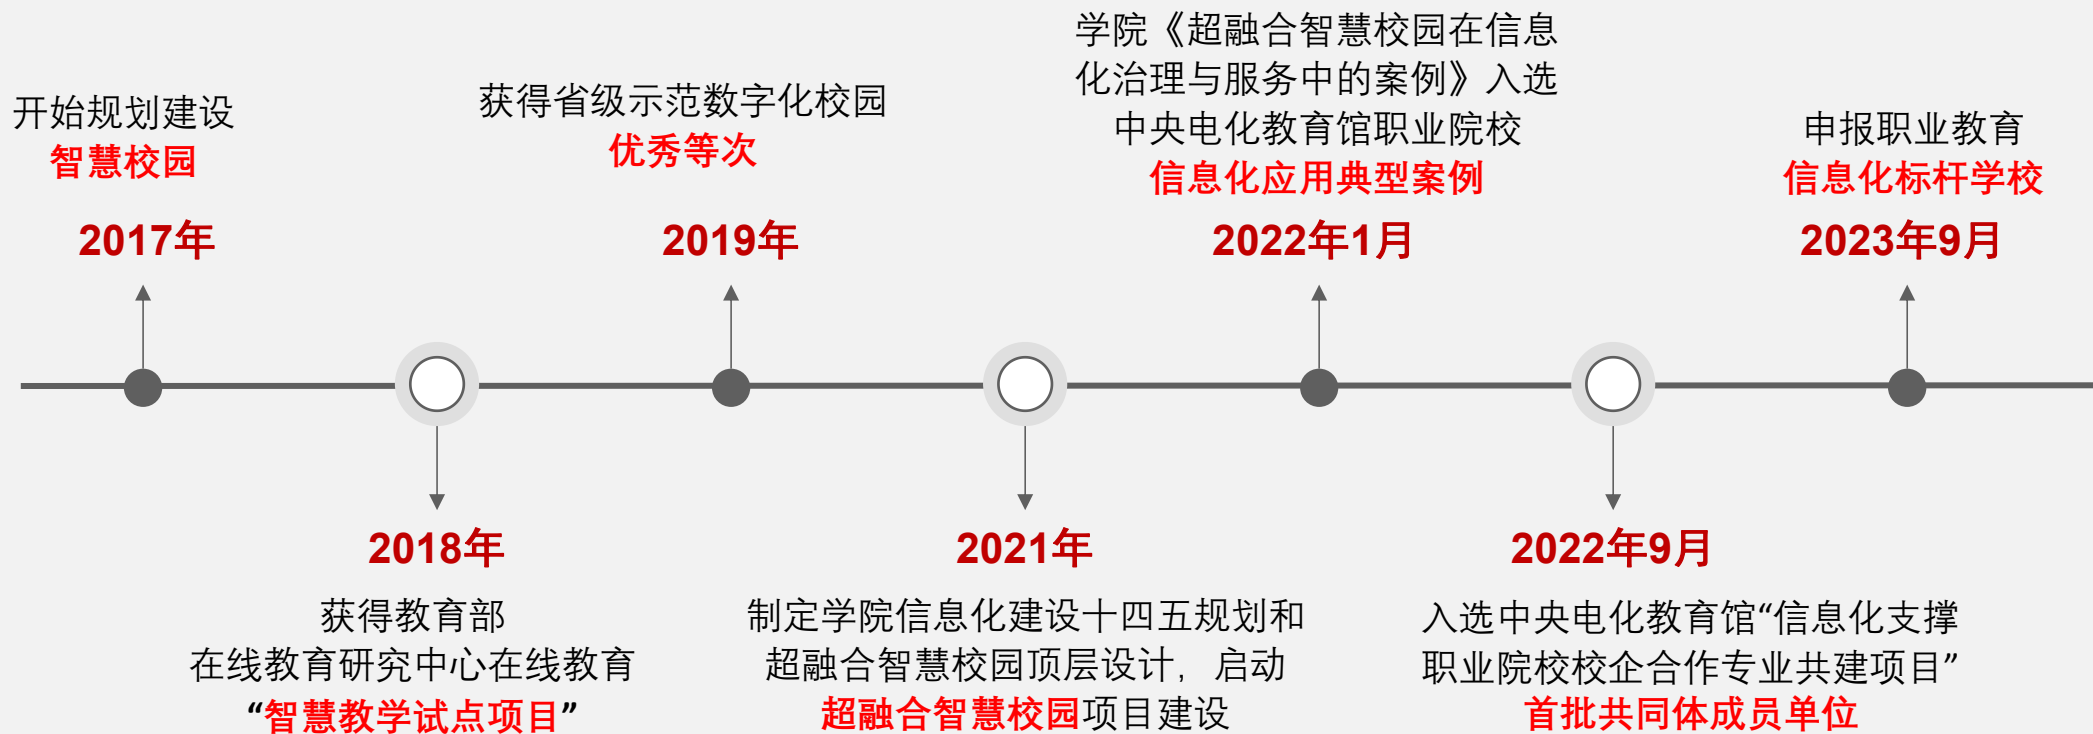 开始规划建设
智慧校园
2017年
获得省级示范数字化校园
优秀等次
2019年
学院《超融合智慧校园在信息
化治理与服务中的案例》入选
中央电化教育馆职业院校
信息化应用典型案例
2022年1月
申报职业教育
信息化标杆学校
2023年9月
2018年
获得教育部
在线教育研究中心在线教育
“智慧教学试点项目”
2021年
制定学院信息化建设十四五规划和
超融合智慧校园顶层设计，启动
超融合智慧校园项目建设
2022年9月
入选中央电化教育馆“信息化支撑
职业院校校企合作专业共建项目”
首批共同体成员单位